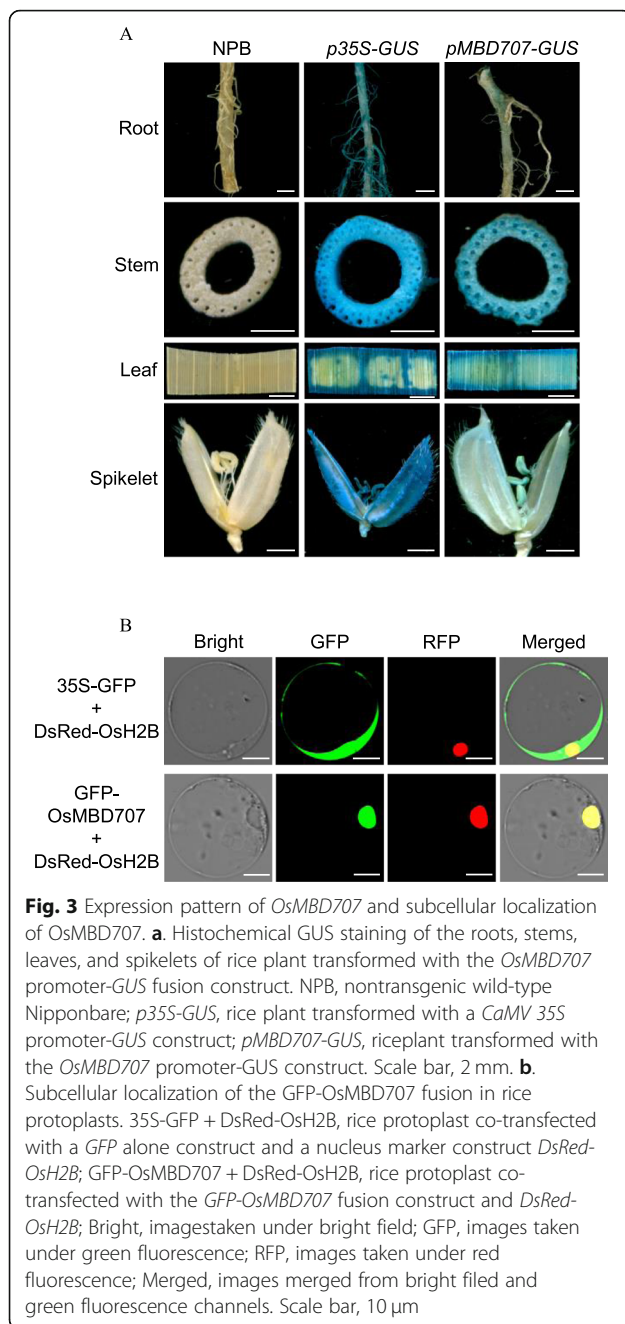 A
NPB p35S-GUS pMBD707-GUS
Root
Stem
Leaf
Spikelet
B
Bright GFP RFP Merged
35S-GFP
+
DsRed-OsH2B
GFP-
OsMBD707
+
DsRed-OsH2B
Fig. 3 Expression pattern of OsMBD707 and subcellular localization
of OsMBD707. a. Histochemical GUS staining of the roots, stems,
leaves, and spikelets of rice plant transformed with the OsMBD707
promoter-GUS fusion construct. NPB, nontransgenic wild-type
Nipponbare; p35S-GUS, rice plant transformed with a CaMV 35S
promoter-GUS construct; pMBD707-GUS, riceplant transformed with
the OsMBD707 promoter-GUS construct. Scale bar, 2 mm. b.
Subcellular localization of the GFP-OsMBD707 fusion in rice
protoplasts. 35S-GFP + DsRed-OsH2B, rice protoplast co-transfected
with a GFP alone construct and a nucleus marker construct DsRed-
OsH2B; GFP-OsMBD707 + DsRed-OsH2B, rice protoplast co-
transfected with the GFP-OsMBD707 fusion construct and DsRed-
OsH2B; Bright, imagestaken under bright field; GFP, images taken
under green fluorescence; RFP, images taken under red
fluorescence; Merged, images merged from bright filed and
green fluorescence channels. Scale bar, 10 μm